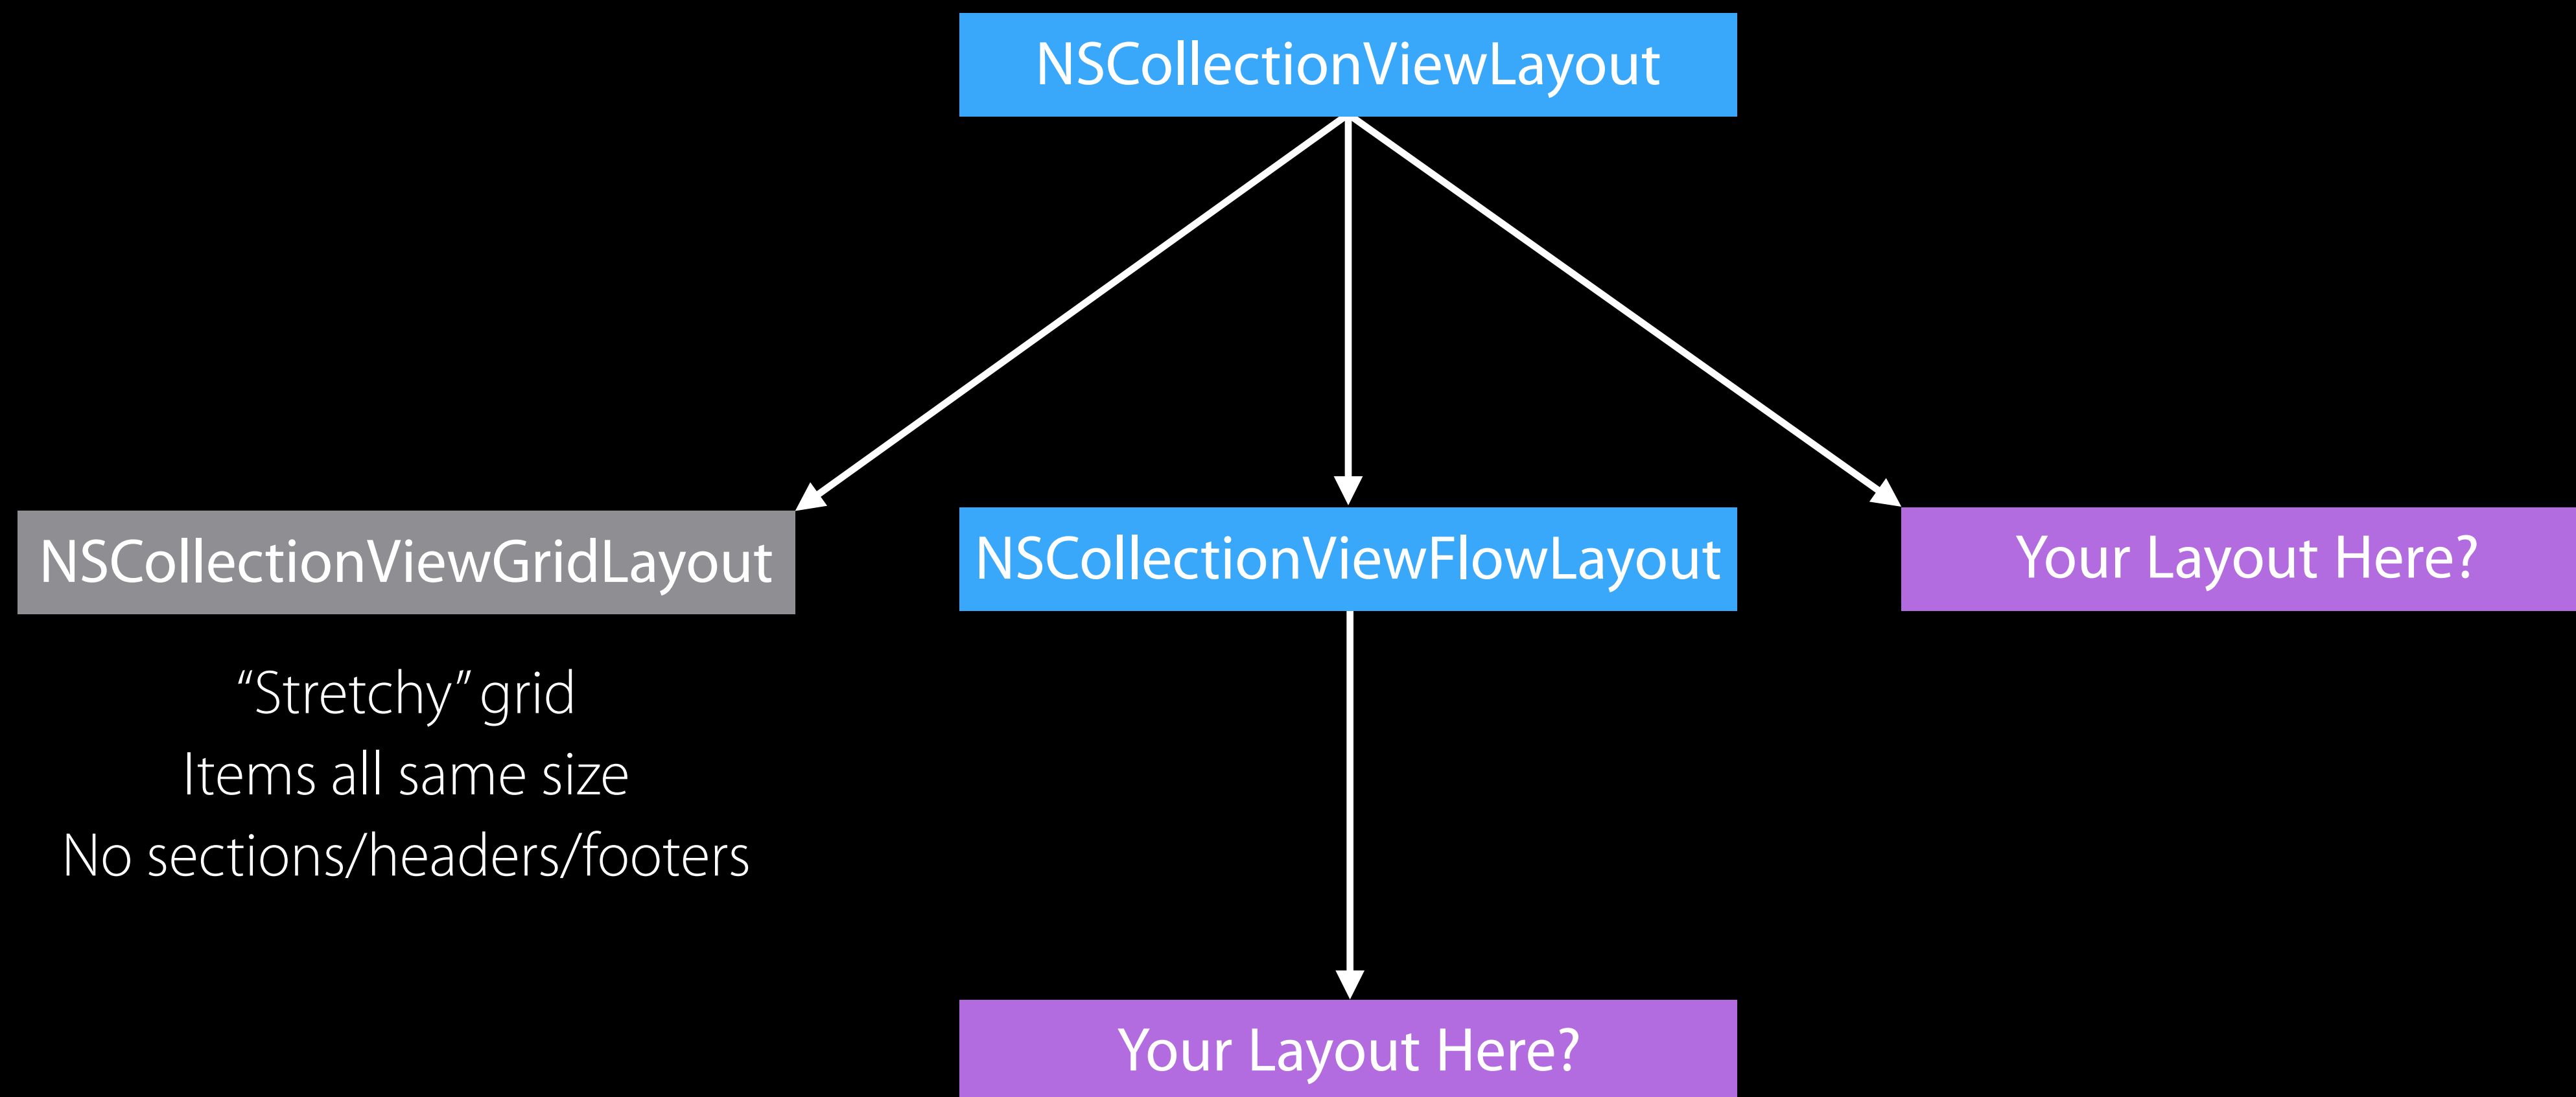 NSCollectionViewLayout
NSCollectionViewGridLayout
NSCollectionViewFlowLayout
Your Layout Here?
“Stretchy” grid
Items all same size
No sections/headers/footers
Your Layout Here?